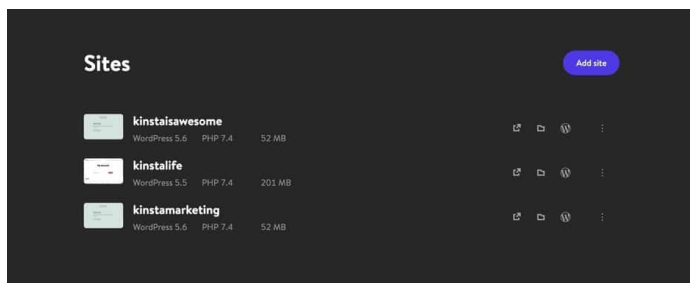 Sites
Add site
kinstaisawesome
WordPress 5.6 PHP 7.4 52 MB
kinstalife
WordPress 5.5 PHP 7.4 201 MB
kinstamarketing
WordPress 5.6 PHP 7.4 52 MB